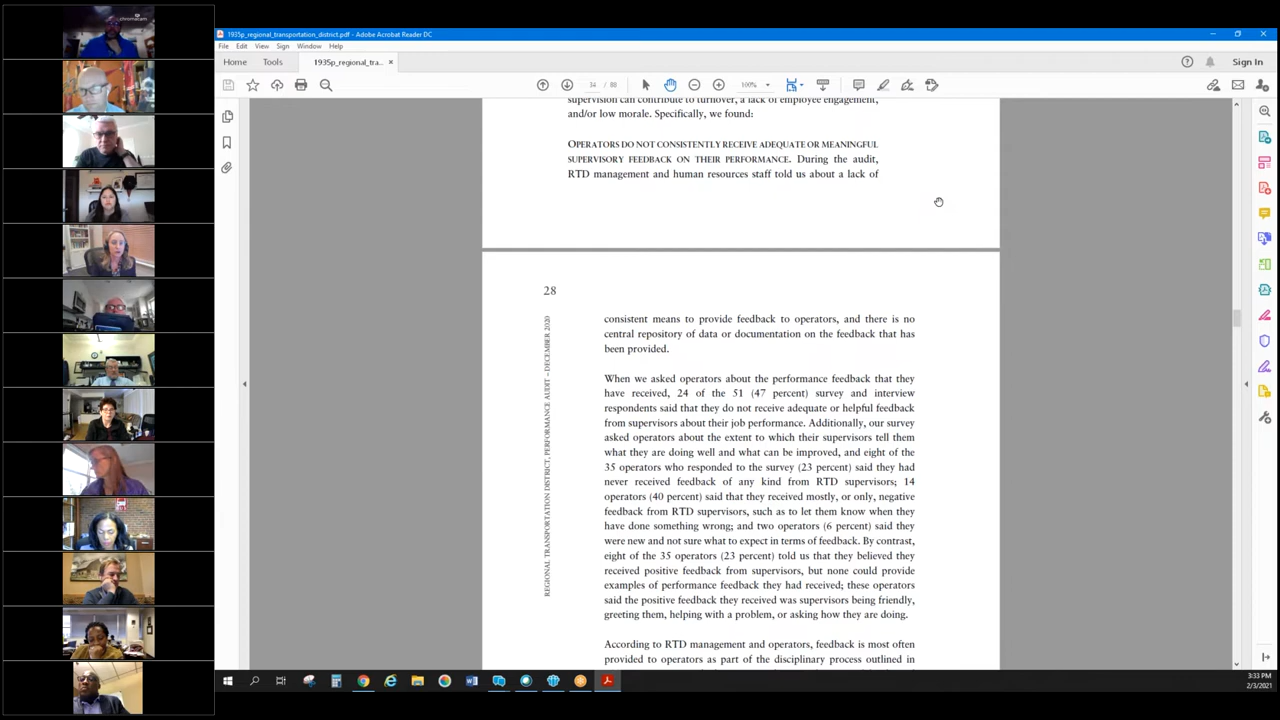 chromacam
1935p_regional_transportation_district.pdf - Adobe Acrobat Reader DC
File Edit View Sign Window Help
Home Tools 1935p_regional_tra... × Sign In
34 / 88 100%
supervision can contribute to turnover, a lack of employee engagement,
and/or low morale. Specifically, we found:
OPERATORS DO NOT CONSISTENTLY RECEIVE ADEQUATE OR MEANINGFUL
SUPERVISORY FEEDBACK ON THEIR PERFORMANCE. During the audit,
RTD management and human resources staff told us about a lack of
28
REGIONAL TRANSPORTATION DISTRICT, PERFORMANCE AUDIT - DECEMBER 2020
consistent means to provide feedback to operators, and there is no
central repository of data or documentation on the feedback that has
been provided.
When we asked operators about the performance feedback that they
have received, 24 of the 51 (47 percent) survey and interview
respondents said that they do not receive adequate or helpful feedback
from supervisors about their job performance. Additionally, our survey
asked operators about the extent to which their supervisors tell them
what they are doing well and what can be improved, and eight of the
35 operators who responded to the survey (23 percent) said they had
never received feedback of any kind from RTD supervisors; 14
operators (40 percent) said that they received mostly, or only, negative
feedback from RTD supervisors, such as to let them know when they
have done something wrong; and two operators (6 percent) said they
were new and not sure what to expect in terms of feedback. By contrast,
eight of the 35 operators (23 percent) told us that they believed they
received positive feedback from supervisors, but none could provide
examples of performance feedback they had received; these operators
said the positive feedback they received was supervisors being friendly,
greeting them, helping with a problem, or asking how they are doing.
According to RTD management and operators, feedback is most often
provided to operators as part of the disciplinary process outlined in
3:33 PM
2/3/2021